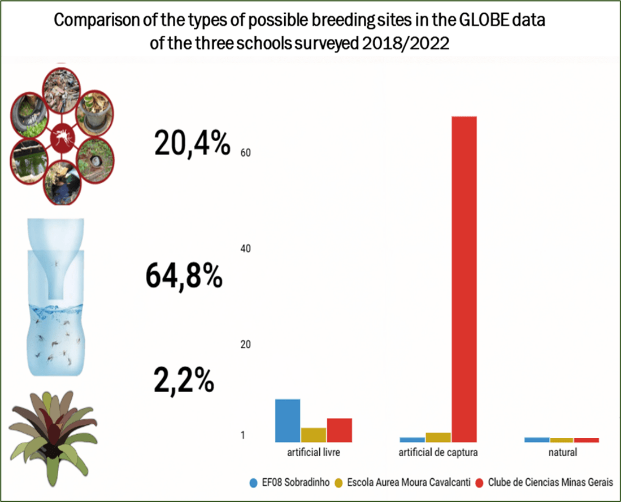 Comparison of the types of possible breeding sites in the GLOBE data
of the three schools surveyed 2018/2022
20,4%
64,8%
2,2%
60
40
20
1
artificial livre
artificial de captura
natural
EF08 Sobradinho
Escola Aurea Moura Cavalcanti
Clube de Ciencias Minas Gerais